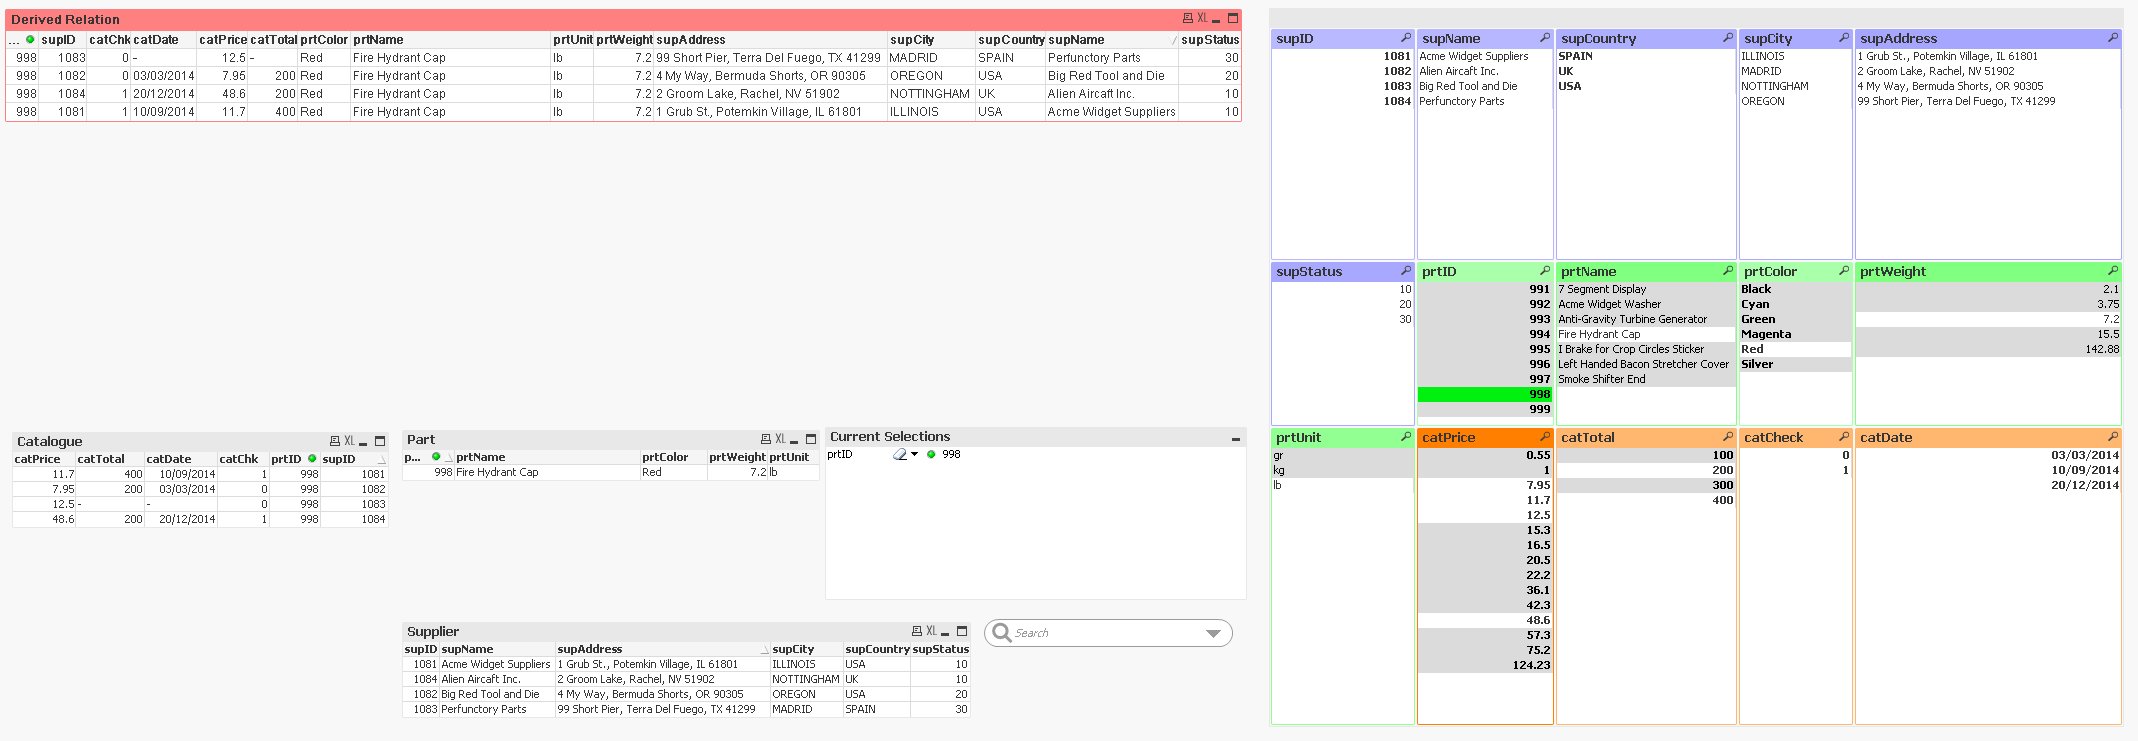 Derived Relation XL
... supID catChk catDate catPrice catTotal prtColor prtName prtUnit prtWeight supAddress supCity supCountry supName supStatus
998 1083 0 - 12.5 - Red Fire Hydrant Cap lb 7.2 99 Short Pier, Terra Del Fuego, TX 41299 MADRID SPAIN Perfunctory Parts 30
998 1082 0 03/03/2014 7.95 200 Red Fire Hydrant Cap lb 7.2 4 My Way, Bermuda Shorts, OR 90305 OREGON USA Big Red Tool and Die 20
998 1084 1 20/12/2014 48.6 200 Red Fire Hydrant Cap lb 7.2 2 Groom Lake, Rachel, NV 51902 NOTTINGHAM UK Alien Aircaft Inc. 10
998 1081 1 10/09/2014 11.7 400 Red Fire Hydrant Cap lb 7.2 1 Grub St., Potemkin Village, IL 61801 ILLINOIS USA Acme Widget Suppliers 10
Catalogue XL
catPrice catTotal catDate catChk prtID supID
11.7 400 10/09/2014 1 998 1081
7.95 200 03/03/2014 0 998 1082
12.5 - - 0 998 1083
48.6 200 20/12/2014 1 998 1084
Part XL
p... prtName prtColor prtWeight prtUnit
998 Fire Hydrant Cap Red 7.2 lb
Current Selections
prtID 998
Supplier XL
supID supName supAddress supCity supCountry supStatus
1081 Acme Widget Suppliers 1 Grub St., Potemkin Village, IL 61801 ILLINOIS USA 10
1084 Alien Aircaft Inc. 2 Groom Lake, Rachel, NV 51902 NOTTINGHAM UK 10
1082 Big Red Tool and Die 4 My Way, Bermuda Shorts, OR 90305 OREGON USA 20
1083 Perfunctory Parts 99 Short Pier, Terra Del Fuego, TX 41299 MADRID SPAIN 30
Search
supID
1081
1082
1083
1084
supName
Acme Widget Suppliers
Alien Aircaft Inc.
Big Red Tool and Die
Perfunctory Parts
supCountry
SPAIN
UK
USA
supCity
ILLINOIS
MADRID
NOTTINGHAM
OREGON
supAddress
1 Grub St., Potemkin Village, IL 61801
2 Groom Lake, Rachel, NV 51902
4 My Way, Bermuda Shorts, OR 90305
99 Short Pier, Terra Del Fuego, TX 41299
supStatus
10
20
30
prtID
991
992
993
994
995
996
997
998
999
prtName
7 Segment Display
Acme Widget Washer
Anti-Gravity Turbine Generator
Fire Hydrant Cap
I Brake for Crop Circles Sticker
Left Handed Bacon Stretcher Cover
Smoke Shifter End
prtColor
Black
Cyan
Green
Magenta
Red
Silver
prtWeight
2.1
3.75
7.2
15.5
142.88
prtUnit
gr
kg
lb
catPrice
0.55
1
7.95
11.7
12.5
15.3
16.5
20.5
22.2
36.1
42.3
48.6
57.3
75.2
124.23
catTotal
100
200
300
400
catCheck
0
1
catDate
03/03/2014
10/09/2014
20/12/2014